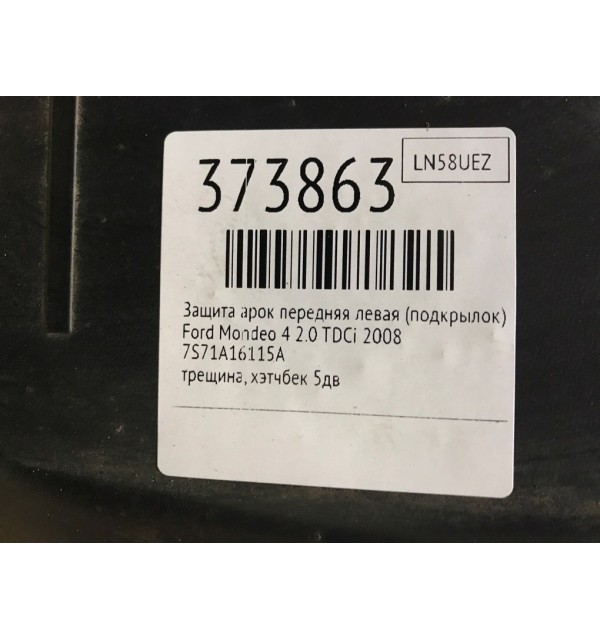 373863
LN58UEZ
Защита арок передняя левая (подкрылок)
Ford Mondeo 4 2.0 TDCi 2008
7S71A16115A
трещина, хэтчбек 5дв